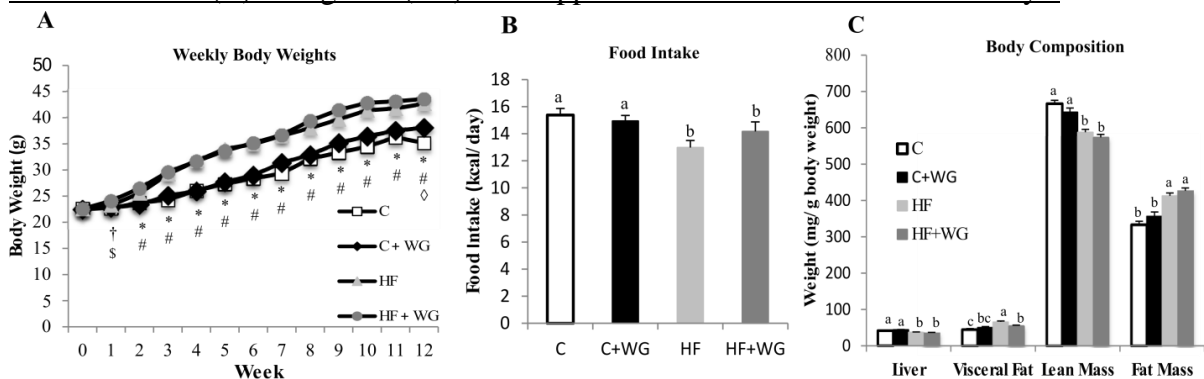 A
Weekly Body Weights
Body Weight (g)
50
45
40
35
30
25
20
15
10
5
0
† * * * * * * * * * * *
$ # # # # # # # # # # #
◊
C
C + WG
HF
HF + WG
0 1 2 3 4 5 6 7 8 9 10 11 12
Week
B
Food Intake
Food Intake (kcal/ day)
18
16
14
12
10
8
6
4
2
0
a a b b
C C+WG HF HF+WG
C
Body Composition
Weight (mg/ g body weight)
800
700
600
500
400
300
200
100
0
C
C+WG
HF
HF+WG
a a b b
c bc a b
a a b b
b b a a
Liver Visceral Fat Lean Mass Fat Mass